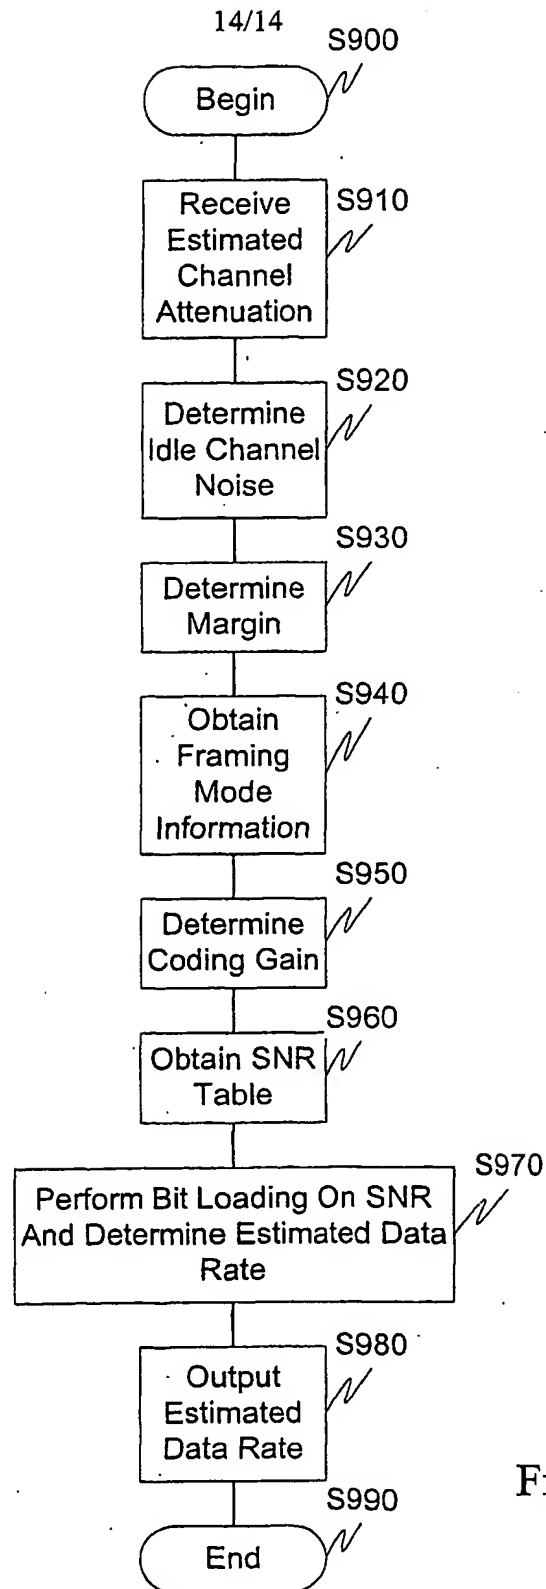 14/14
S900
Begin
S910
Receive
Estimated
Channel
Attenuation
S920
Determine
Idle Channel
Noise
S930
Determine
Margin
S940
Obtain
Framing
Mode
Information
S950
Determine
Coding Gain
S960
Obtain SNR
Table
S970
Perform Bit Loading On SNR
And Determine Estimated Data
Rate
S980
Output
Estimated
Data Rate
S990
End